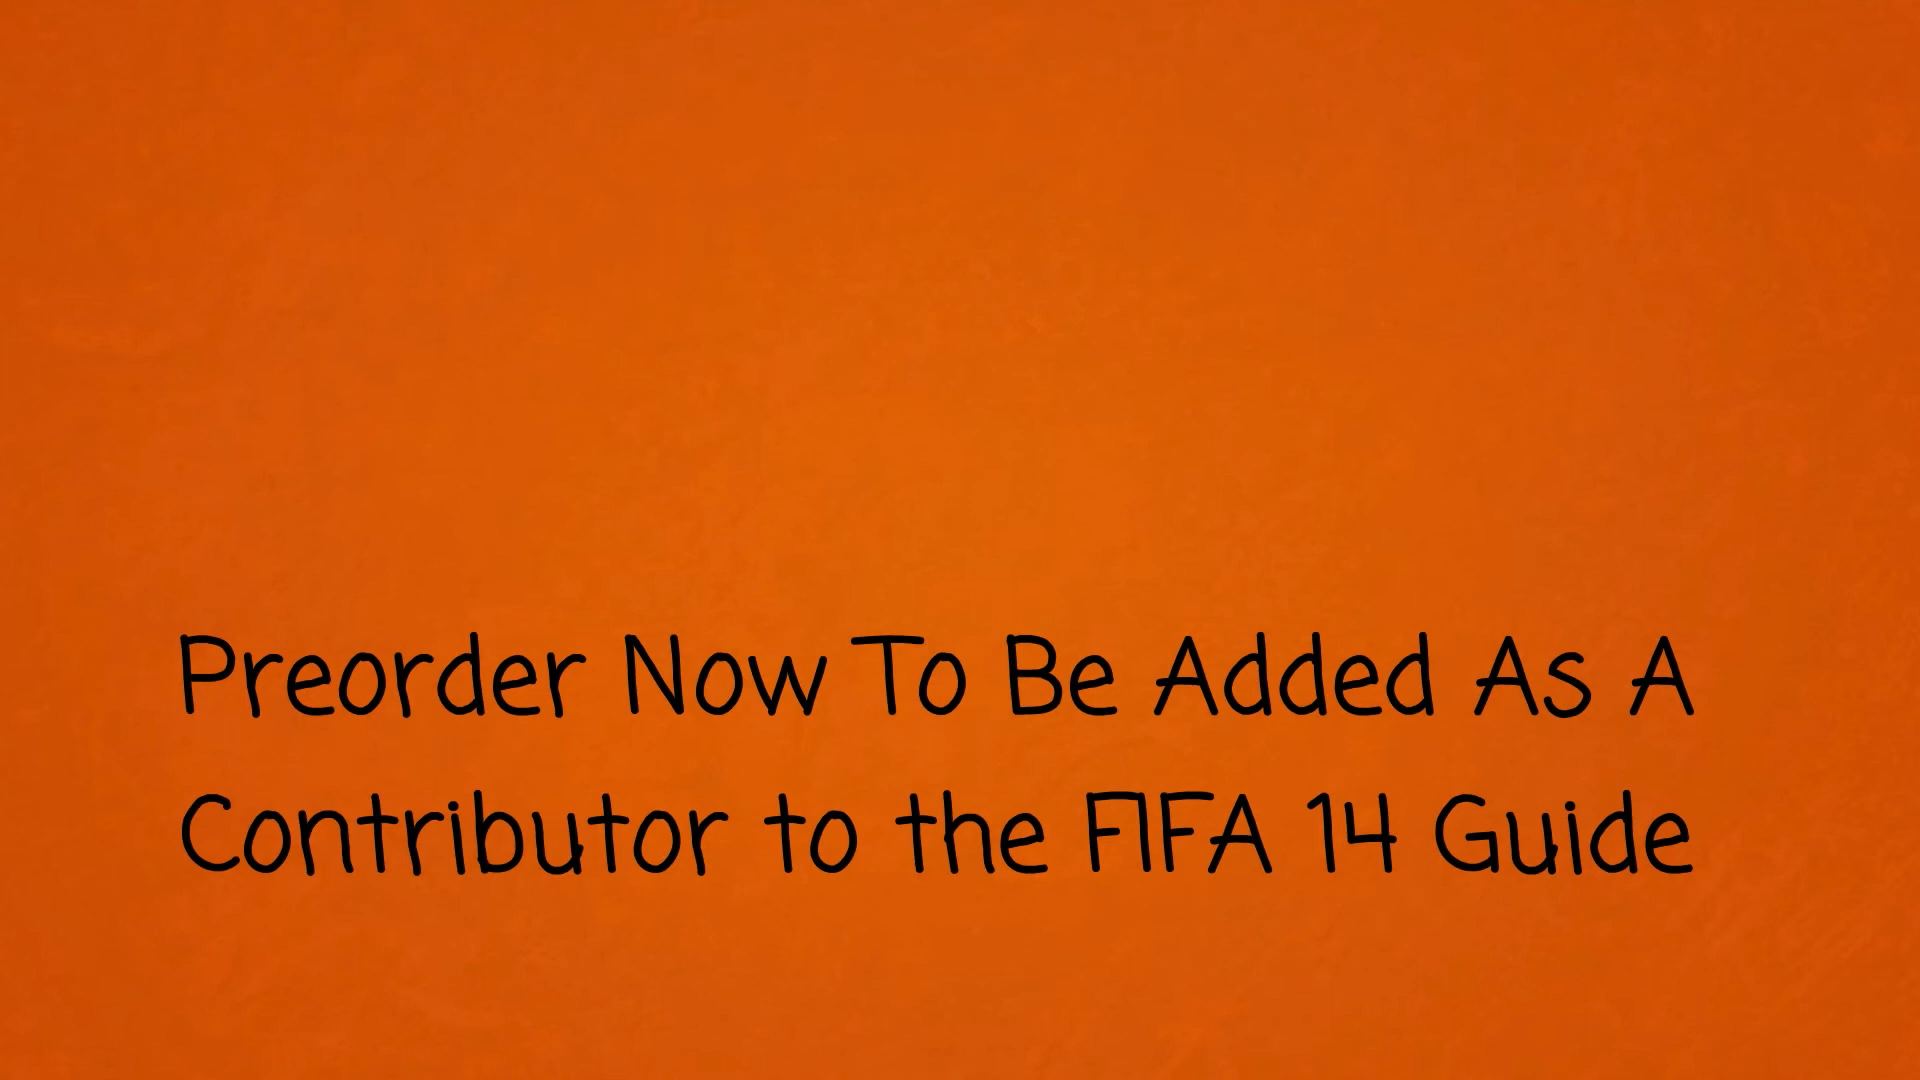 Preorder Now To Be Added As A
Contributor to the FIFA 14 Guide